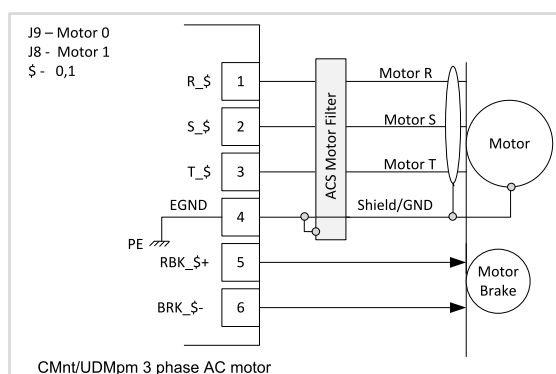 J9 – Motor 0
J8 - Motor 1
$ - 0,1
R_$ 1 Motor R
S_$ 2 Motor S
T_$ 3 Motor T
ACS Motor Filter
Motor
EGND 4 Shield/GND
PE
RBK_$+ 5
BRK_$- 6
Motor
Brake
CMnt/UDMpm 3 phase AC motor